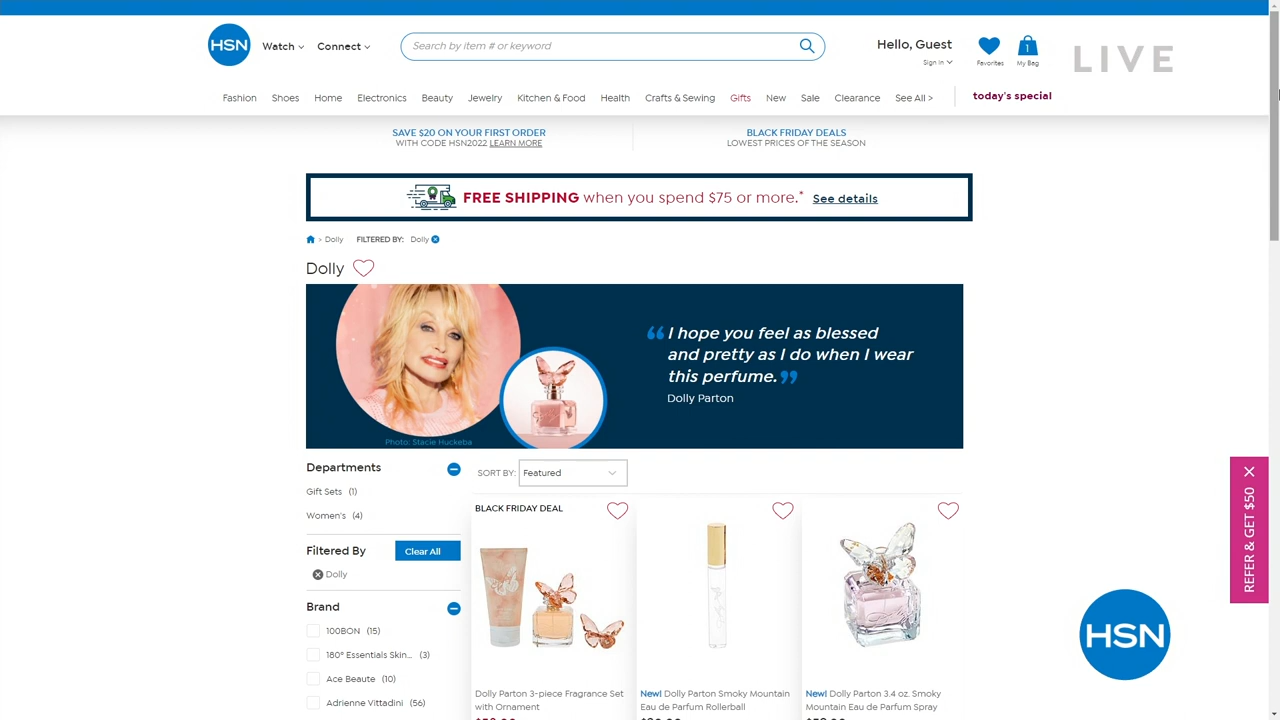 HSN
Watch
Connect
Search by item # or keyword
Hello, Guest
Sign In
Favorites
1
My Bag
LIVE
Fashion
Shoes
Home
Electronics
Beauty
Jewelry
Kitchen & Food
Health
Crafts & Sewing
Gifts
New
Sale
Clearance
See All >
today's special
SAVE $20 ON YOUR FIRST ORDER
WITH CODE HSN2022 LEARN MORE
BLACK FRIDAY DEALS
LOWEST PRICES OF THE SEASON
FREE SHIPPING when you spend $75 or more.* See details
> Dolly
FILTERED BY: Dolly
Dolly
“ I hope you feel as blessed
and pretty as I do when I wear
this perfume. ”
Dolly Parton
Photo: Stacie Huckeba
Departments
Gift Sets (1)
Women's (4)
Filtered By
Clear All
Dolly
Brand
100BON (15)
180º Essentials Skin... (3)
Ace Beaute (10)
Adrienne Vittadini (56)
SORT BY: Featured
BLACK FRIDAY DEAL
Dolly Parton 3-piece Fragrance Set
with Ornament
New! Dolly Parton Smoky Mountain
Eau de Parfum Rollerball
New! Dolly Parton 3.4 oz. Smoky
Mountain Eau de Parfum Spray
REFER & GET $50
HSN